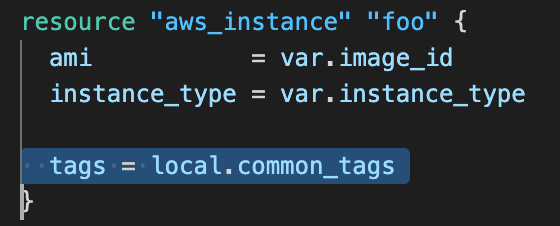 resource "aws_instance" "foo" {
  ami           = var.image_id
  instance_type = var.instance_type

  tags = local.common_tags
}